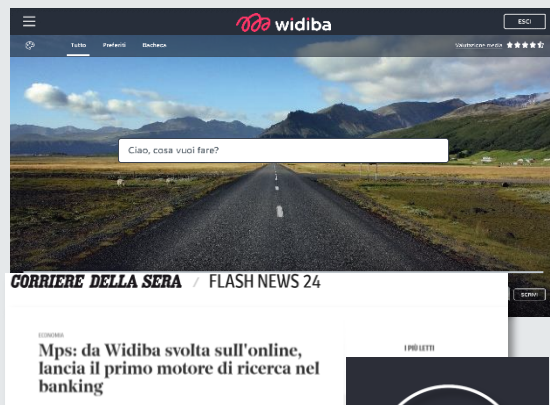 widiba
ESCI
Tutto Preferiti Bacheca
Valutazione media
Ciao, cosa vuoi fare?
SCRIVI
CORRIERE DELLA SERA / FLASH NEWS 24
ECONOMIA
I PIÙ LETTI
Mps: da Widiba svolta sull'online,
lancia il primo motore di ricerca nel
banking